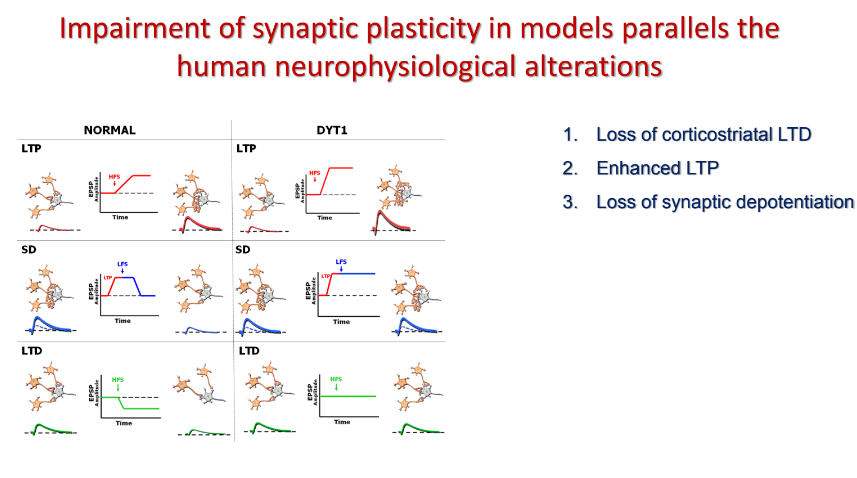 Impairment of synaptic plasticity in models parallels the
human neurophysiological alterations
NORMAL
DYT1
LTP
HFS
EPSP
Amplitude
Time
LTP
HFS
EPSP
Amplitude
Time
SD
LFS
LTP
EPSP
Amplitude
Time
SD
LFS
LTP
EPSP
Amplitude
Time
LTD
HFS
EPSP
Amplitude
Time
LTD
HFS
EPSP
Amplitude
Time
1. Loss of corticostriatal LTD
2. Enhanced LTP
3. Loss of synaptic depotentiation